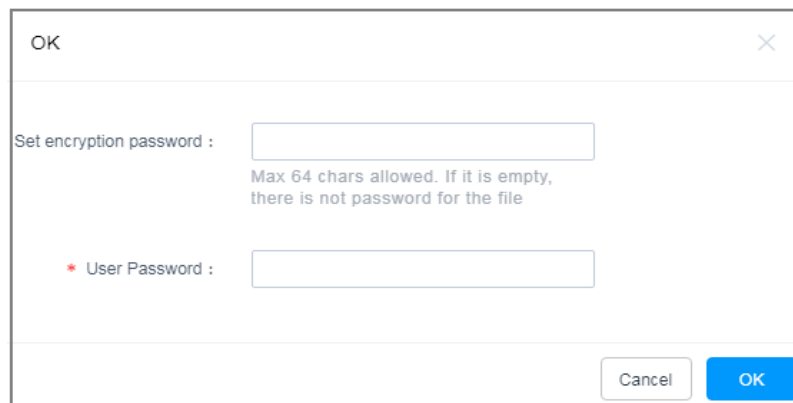 OK
Set encryption password :
Max 64 chars allowed. If it is empty,
there is not password for the file
* User Password :
Cancel
OK